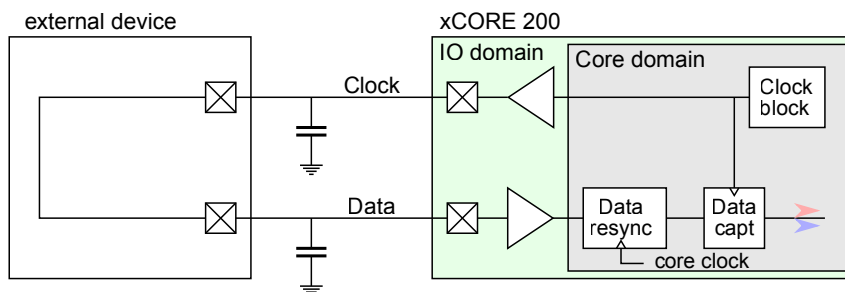 external device
xCORE 200
IO domain
Core domain
Clock
Clock
block
Data
Data
resync
Data
capt
core clock